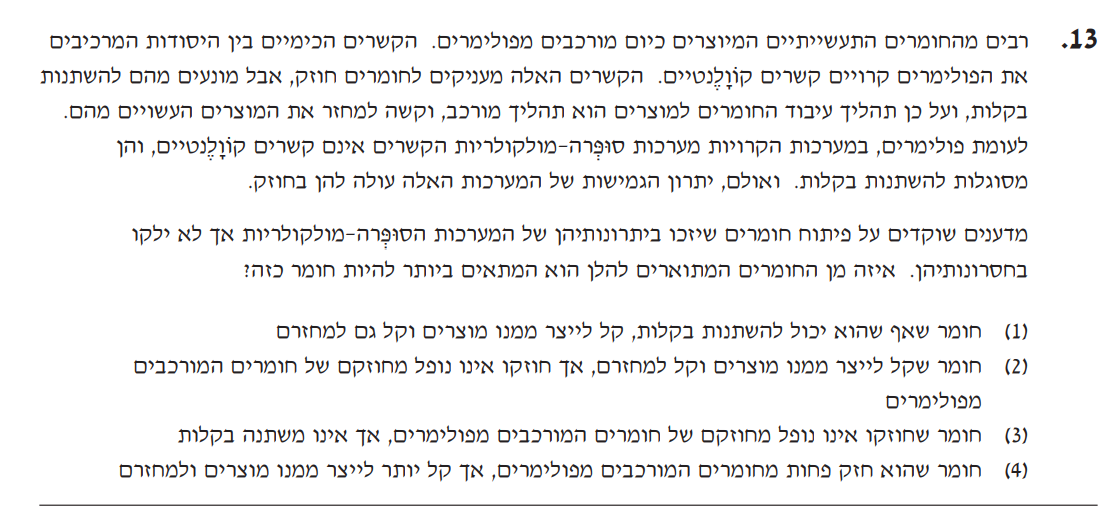 13. רבים מהחומרים התעשייתיים המיוצרים כיום מורכבים מפולימרים. הקשרים הכימיים בין היסודות המרכיבים
את הפולימרים קרויים קשרים קוֹוָלֶנטיים. הקשרים האלה מעניקים לחומרים חוזק, אבל מונעים מהם להשתנות
בקלות, ועל כן תהליך עיבוד החומרים למוצרים הוא תהליך מורכב, וקשה למחזר את המוצרים העשויים מהם.
לעומת פולימרים, במערכות הקרויות מערכות סוּפְּרה-מולקולריות הקשרים אינם קשרים קוֹוָלֶנטיים, והן
מסוגלות להשתנות בקלות. ואולם, יתרון הגמישות של המערכות האלה עולה להן בחוזק.
מדענים שוקדים על פיתוח חומרים שיזכו ביתרונותיהן של המערכות הסוּפְּרה-מולקולריות אך לא ילקו
בחסרונותיהן. איזה מן החומרים המתוארים להלן הוא המתאים ביותר להיות חומר כזה?
(1) חומר שאף שהוא יכול להשתנות בקלות, קל לייצר ממנו מוצרים וקל גם למחזרם
(2) חומר שקל לייצר ממנו מוצרים וקל למחזרם, אך חוזקו אינו נופל מחוזקם של חומרים המורכבים
מפולימרים
(3) חומר שחוזקו אינו נופל מחוזקם של חומרים המורכבים מפולימרים, אך אינו משתנה בקלות
(4) חומר שהוא חזק פחות מחומרים המורכבים מפולימרים, אך קל יותר לייצר ממנו מוצרים ולמחזרם